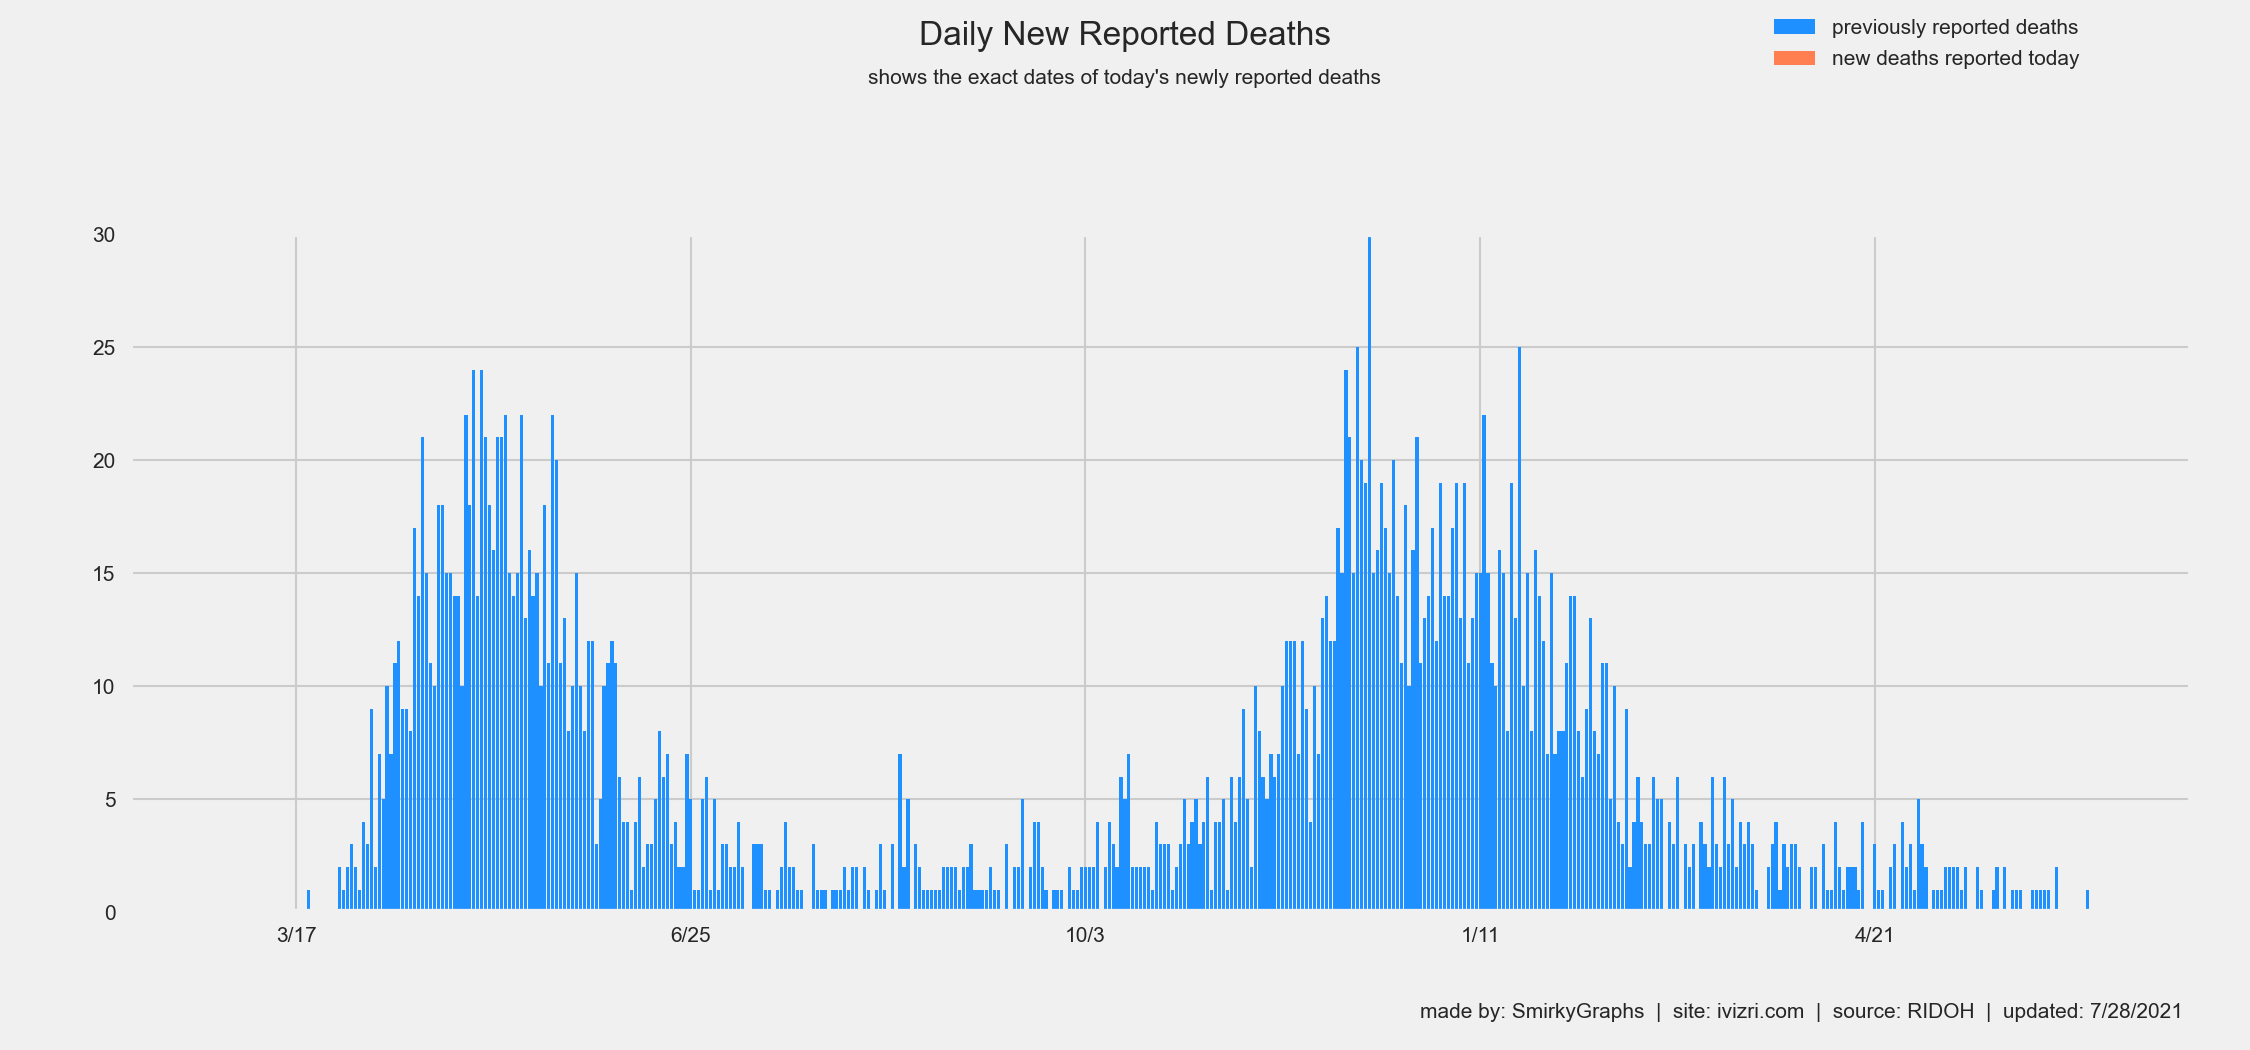 Daily New Reported Deaths
shows the exact dates of today's newly reported deaths
previously reported deaths
new deaths reported today
30
25
20
15
10
5
0
3/17 6/25 10/3 1/11 4/21
made by: SmirkyGraphs | site: ivizri.com | source: RIDOH | updated: 7/28/2021